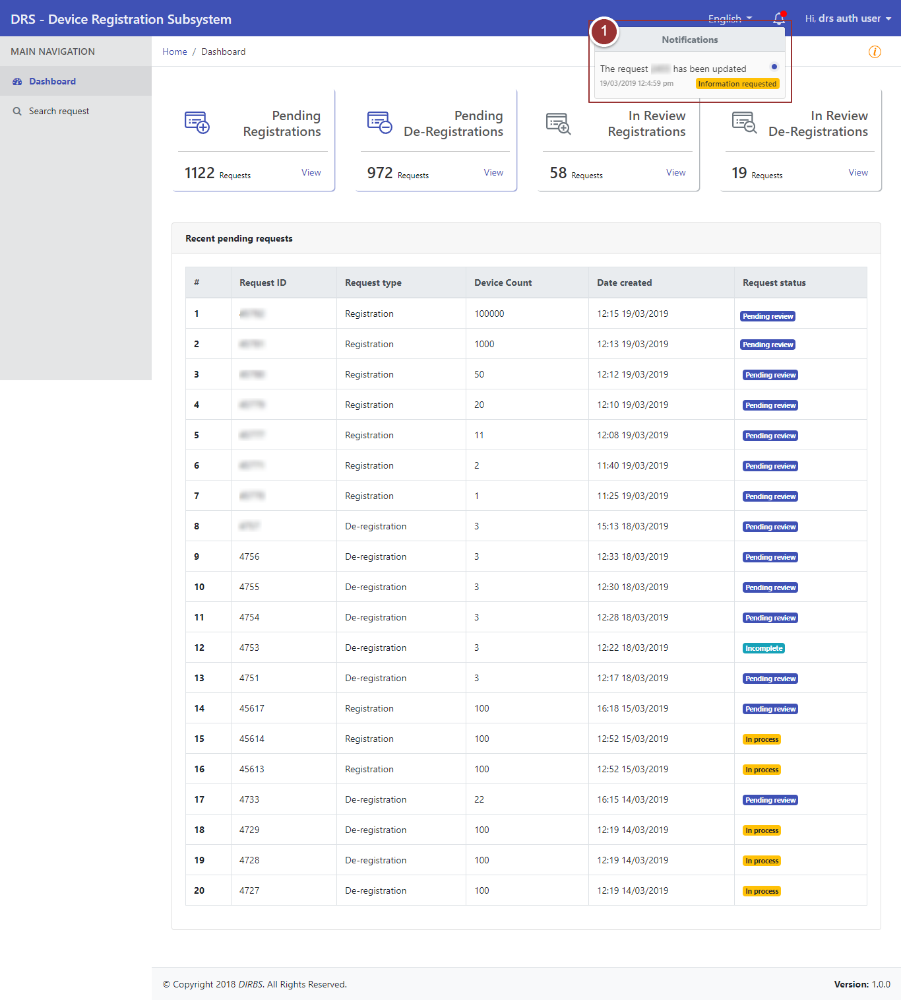 DRS - Device Registration Subsystem
English
Hi, drs auth user
MAIN NAVIGATION
Dashboard
Search request
Home / Dashboard
1
Notifications
The request has been updated
19/03/2019 12:4:59 pm Information requested
Pending
Registrations
1122 Requests View
Pending
De-Registrations
972 Requests View
In Review
Registrations
58 Requests View
In Review
De-Registrations
19 Requests View
Recent pending requests
# Request ID Request type Device Count Date created Request status
1 Registration 100000 12:15 19/03/2019 Pending review
2 Registration 1000 12:13 19/03/2019 Pending review
3 Registration 50 12:12 19/03/2019 Pending review
4 Registration 20 12:10 19/03/2019 Pending review
5 Registration 11 12:08 19/03/2019 Pending review
6 Registration 2 11:40 19/03/2019 Pending review
7 Registration 1 11:25 19/03/2019 Pending review
8 De-registration 3 15:13 18/03/2019 Pending review
9 4756 De-registration 3 12:33 18/03/2019 Pending review
10 4755 De-registration 3 12:30 18/03/2019 Pending review
11 4754 De-registration 3 12:28 18/03/2019 Pending review
12 4753 De-registration 3 12:22 18/03/2019 Incomplete
13 4751 De-registration 3 12:17 18/03/2019 Pending review
14 45617 Registration 100 16:18 15/03/2019 Pending review
15 45614 Registration 100 12:52 15/03/2019 In process
16 45613 Registration 100 12:52 15/03/2019 In process
17 4733 De-registration 22 16:15 14/03/2019 Pending review
18 4729 De-registration 100 12:19 14/03/2019 In process
19 4728 De-registration 100 12:19 14/03/2019 In process
20 4727 De-registration 100 12:19 14/03/2019 In process
© Copyright 2018 DIRBS. All Rights Reserved.
Version: 1.0.0